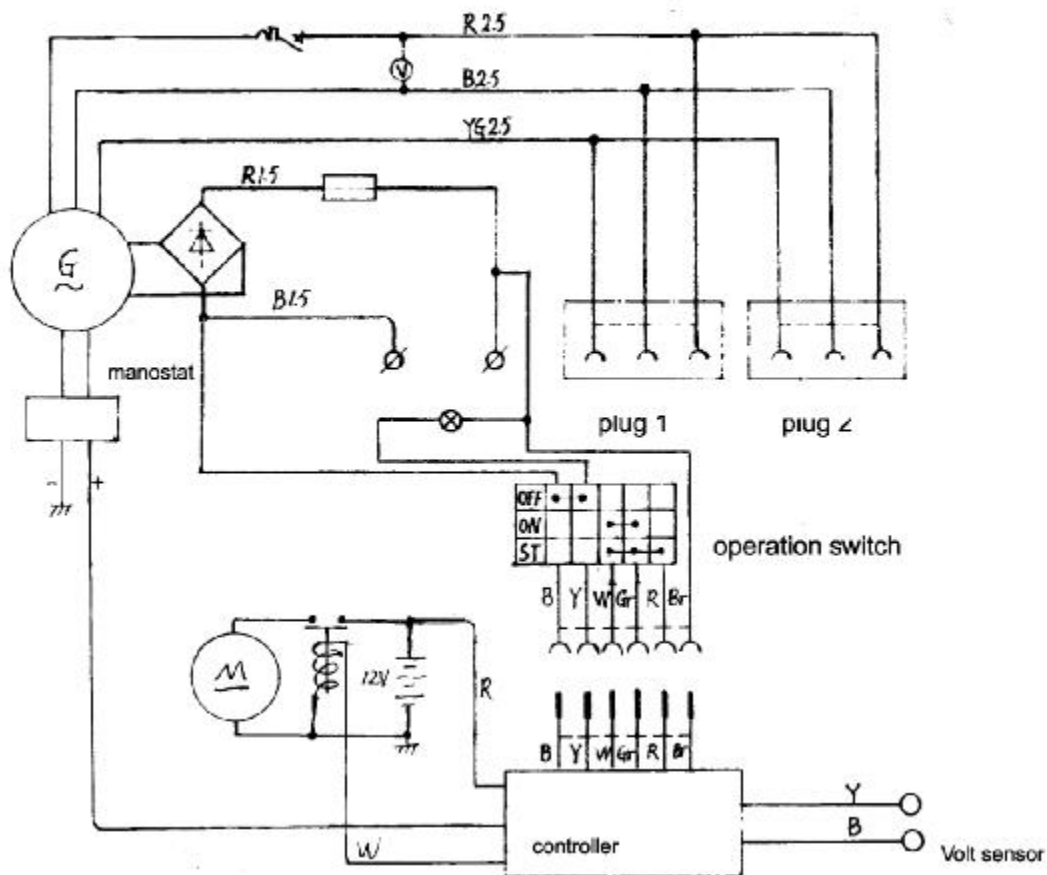 R2.5
V
B2.5
YG2.5
R1.5
G
B1.5
manostat
plug 1
plug 2
- +
OFF
ON
ST
operation switch
B Y W Gr R Br
M
12V
R
B Y W Gr R Br
Y
B
W
controller
Volt sensor